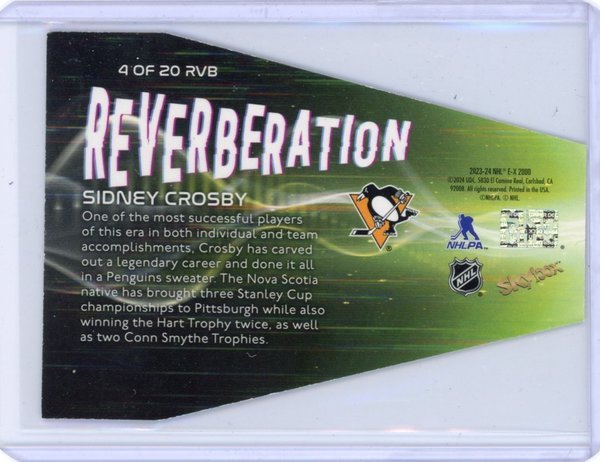 4 OF 20 RVB
REVERBERATION
SIDNEY CROSBY
One of the most successful players
of this era in both individual and team
accomplishments, Crosby has carved
out a legendary career and done it all
in a Penguins sweater. The Nova Scotia
native has brought three Stanley Cup
championships to Pittsburgh while also
winning the Hart Trophy twice, as well
as two Conn Smythe Trophies.
2023-24 NHL® E-X 2000
©2024 UDC. 5830 El Camino Real, Carlsbad, CA
92008. All rights reserved. Printed in the USA.
©NHLPA. © NHL.
NHLPA.
NHL
skybox